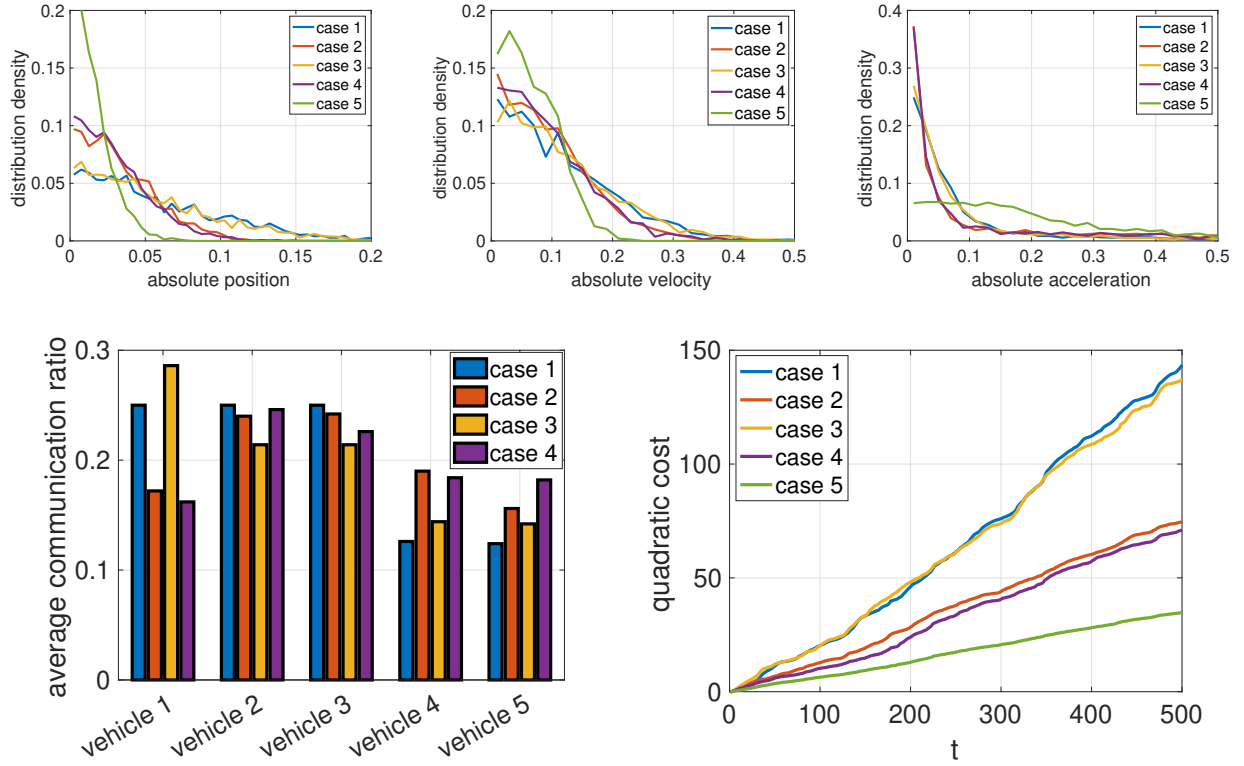 distribution density
0.2
0.15
0.1
0.05
0
0
0.05
0.1
0.15
0.2
absolute position
case 1
case 2
case 3
case 4
case 5
distribution density
0.2
0.15
0.1
0.05
0
0
0.1
0.2
0.3
0.4
0.5
absolute velocity
case 1
case 2
case 3
case 4
case 5
distribution density
0.4
0.3
0.2
0.1
0
0
0.1
0.2
0.3
0.4
0.5
absolute acceleration
case 1
case 2
case 3
case 4
case 5
average communication ratio
0.3
0.2
0.1
0
vehicle 1
vehicle 2
vehicle 3
vehicle 4
vehicle 5
case 1
case 2
case 3
case 4
quadratic cost
150
100
50
0
0
100
200
300
400
500
t
case 1
case 2
case 3
case 4
case 5